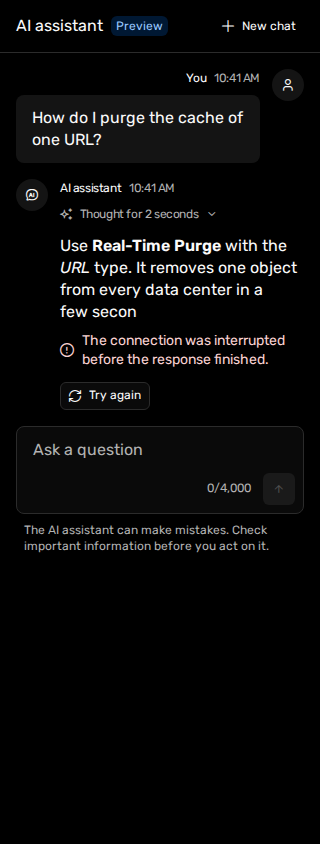 AI assistant Preview New chat
You 10:41 AM
How do I purge the cache of
one URL?
AI
AI assistant 10:41 AM
Thought for 2 seconds
Use Real-Time Purge with the
URL type. It removes one object
from every data center in a
few secon
The connection was interrupted
before the response finished.
Try again
Ask a question
0/4,000
The AI assistant can make mistakes. Check
important information before you act on it.